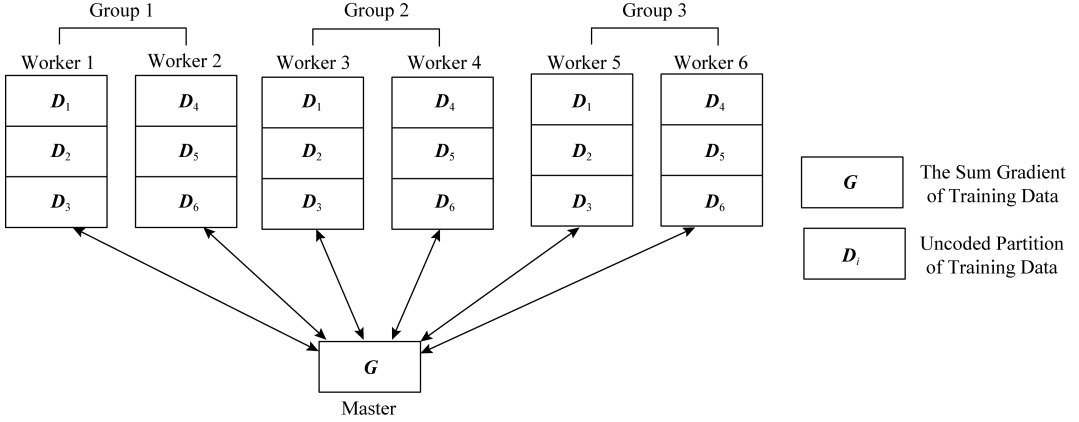 Group 1 Group 2 Group 3
Worker 1 Worker 2 Worker 3 Worker 4 Worker 5 Worker 6
D₁ D₄ D₁ D₄ D₁ D₄
D₂ D₅ D₂ D₅ D₂ D₅
D₃ D₆ D₃ D₆ D₃ D₆
G
Master
G
The Sum Gradient
of Training Data
Dᵢ
Uncoded Partition
of Training Data